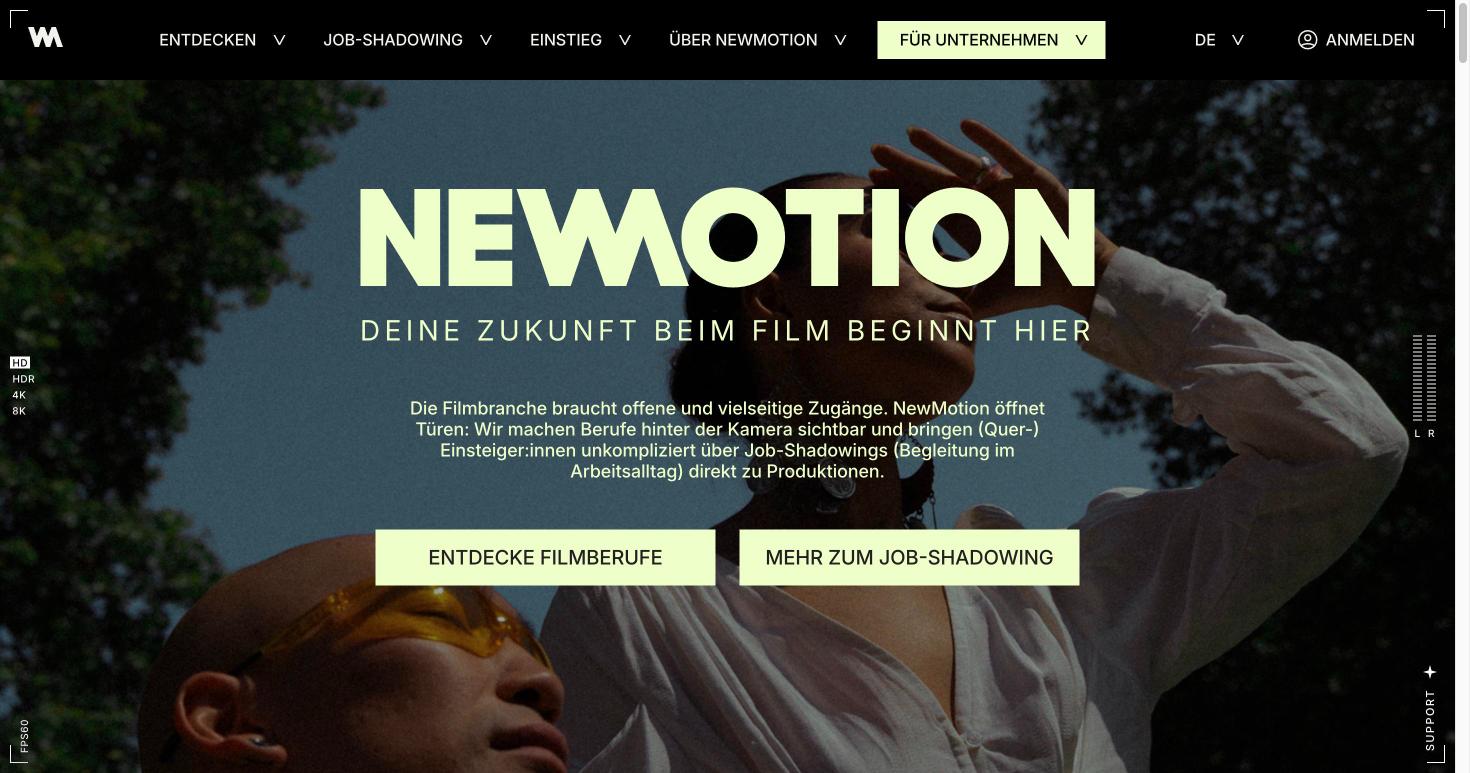 ENTDECKEN
JOB-SHADOWING
EINSTIEG
ÜBER NEWMOTION
FÜR UNTERNEHMEN
DE
ANMELDEN
NEWMOTION
DEINE ZUKUNFT BEIM FILM BEGINNT HIER
HD
HDR
4K
8K
L R
Die Filmbranche braucht offene und vielseitige Zugänge. NewMotion öffnet
Türen: Wir machen Berufe hinter der Kamera sichtbar und bringen (Quer-)
Einsteiger:innen unkompliziert über Job-Shadowings (Begleitung im
Arbeitsalltag) direkt zu Produktionen.
ENTDECKE FILMBERUFE
MEHR ZUM JOB-SHADOWING
FPS60
SUPPORT